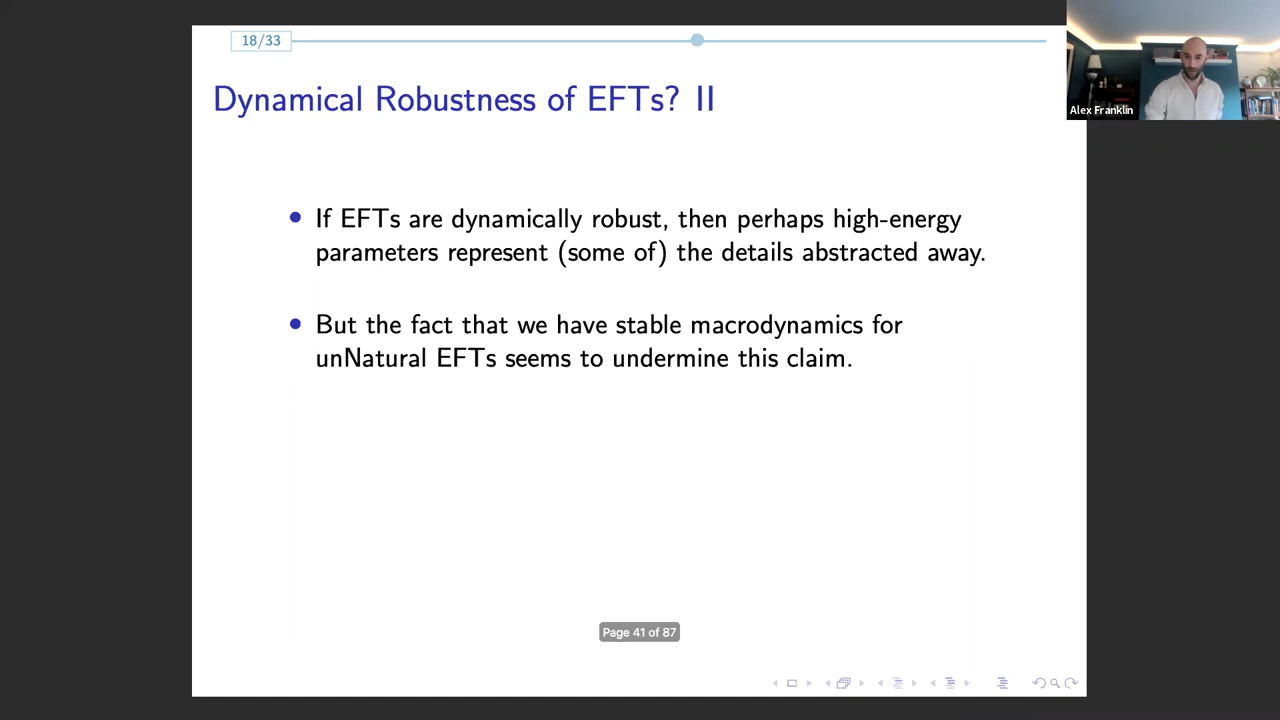 18/33
Alex Franklin
Dynamical Robustness of EFTs? II
• If EFTs are dynamically robust, then perhaps high-energy
parameters represent (some of) the details abstracted away.
• But the fact that we have stable macrodynamics for
unNatural EFTs seems to undermine this claim.
Page 41 of 87